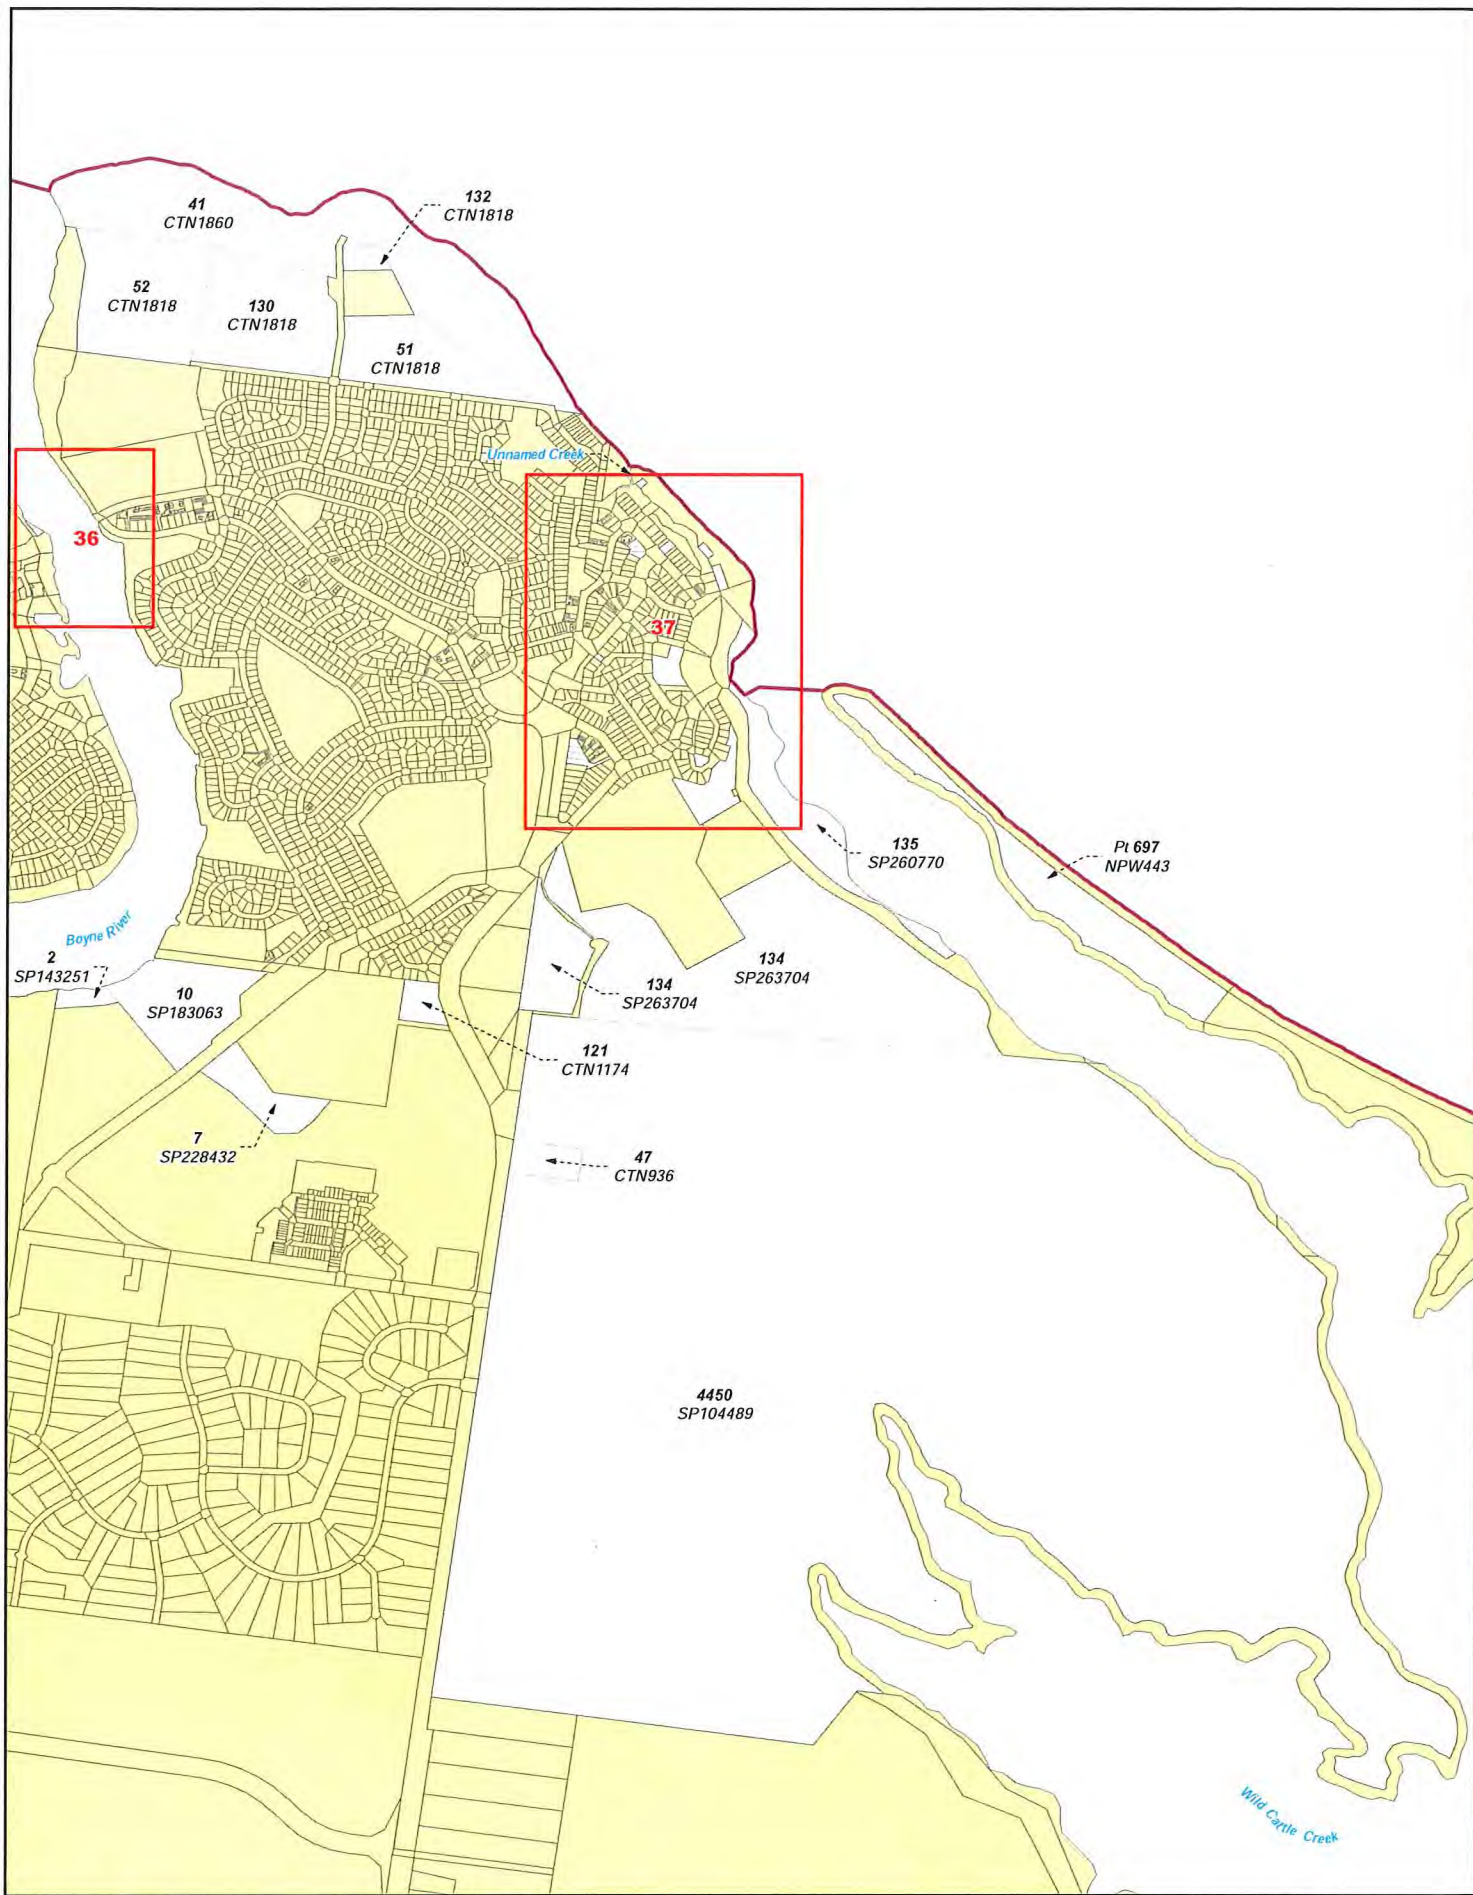 41
CTN1860
132
CTN1818
52
CTN1818
130
CTN1818
51
CTN1818
Unnamed Creek
36
37
135
SP260770
Pt 697
NPW443
Boyne River
2
SP143251
10
SP183063
134
SP263704
134
SP263704
121
CTN1174
7
SP228432
47
CTN936
4450
SP104489
Wild Cattle Creek